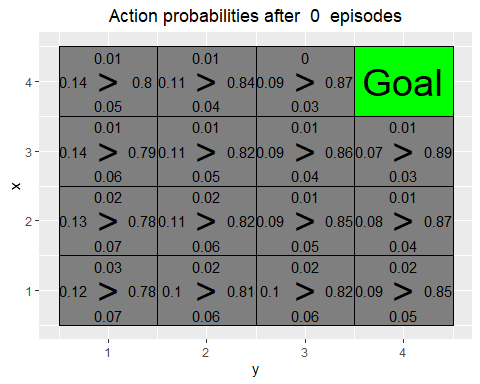 Action probabilities after 0 episodes
0.01 0.01 0
4 0.14 > 0.8 0.11 > 0.84 0.09 > 0.87 Goal
0.05 0.04 0.03
0.01 0.01 0.01 0.01
3 0.14 > 0.79 0.11 > 0.82 0.09 > 0.86 0.07 > 0.89
0.06 0.05 0.04 0.03
x
0.02 0.02 0.01 0.01
2 0.13 > 0.78 0.11 > 0.82 0.09 > 0.85 0.08 > 0.87
0.07 0.06 0.05 0.04
0.03 0.02 0.02 0.02
1 0.12 > 0.78 0.1 > 0.81 0.1 > 0.82 0.09 > 0.85
0.07 0.06 0.06 0.05
1 2 3 4
y